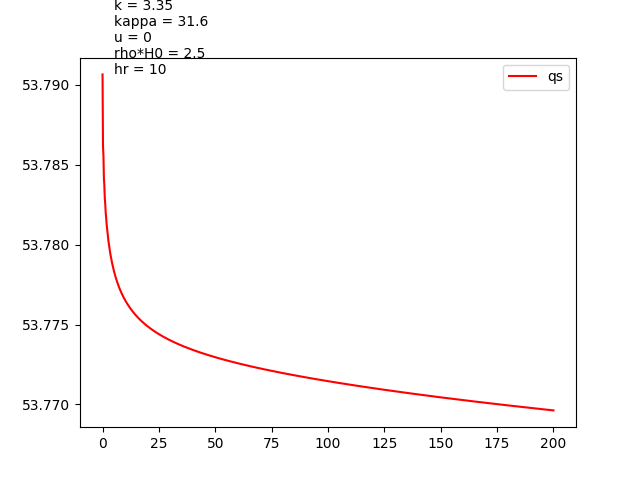 k = 3.35
kappa = 31.6
u = 0
rho*H0 = 2.5
hr = 10
qs
53.790
53.785
53.780
53.775
53.770
0 25 50 75 100 125 150 175 200